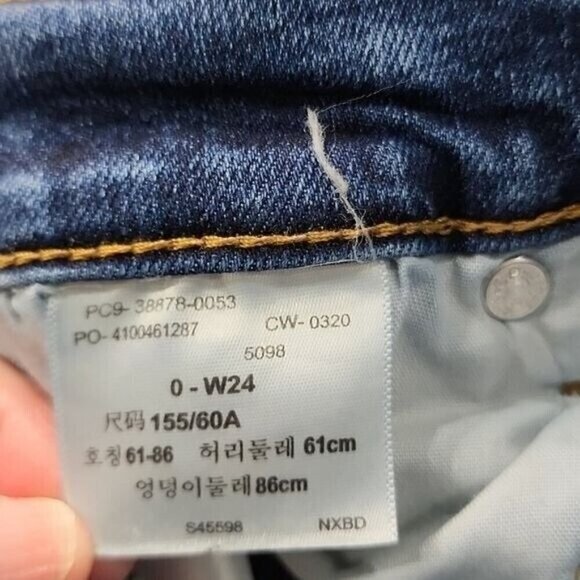 PC9-38878-0053
PO-4100461287 CW-0320
5098
0-W24
尺码 155/60A
호칭 61-86 허리둘레 61cm
엉덩이둘레 86cm
S45598 NXBD